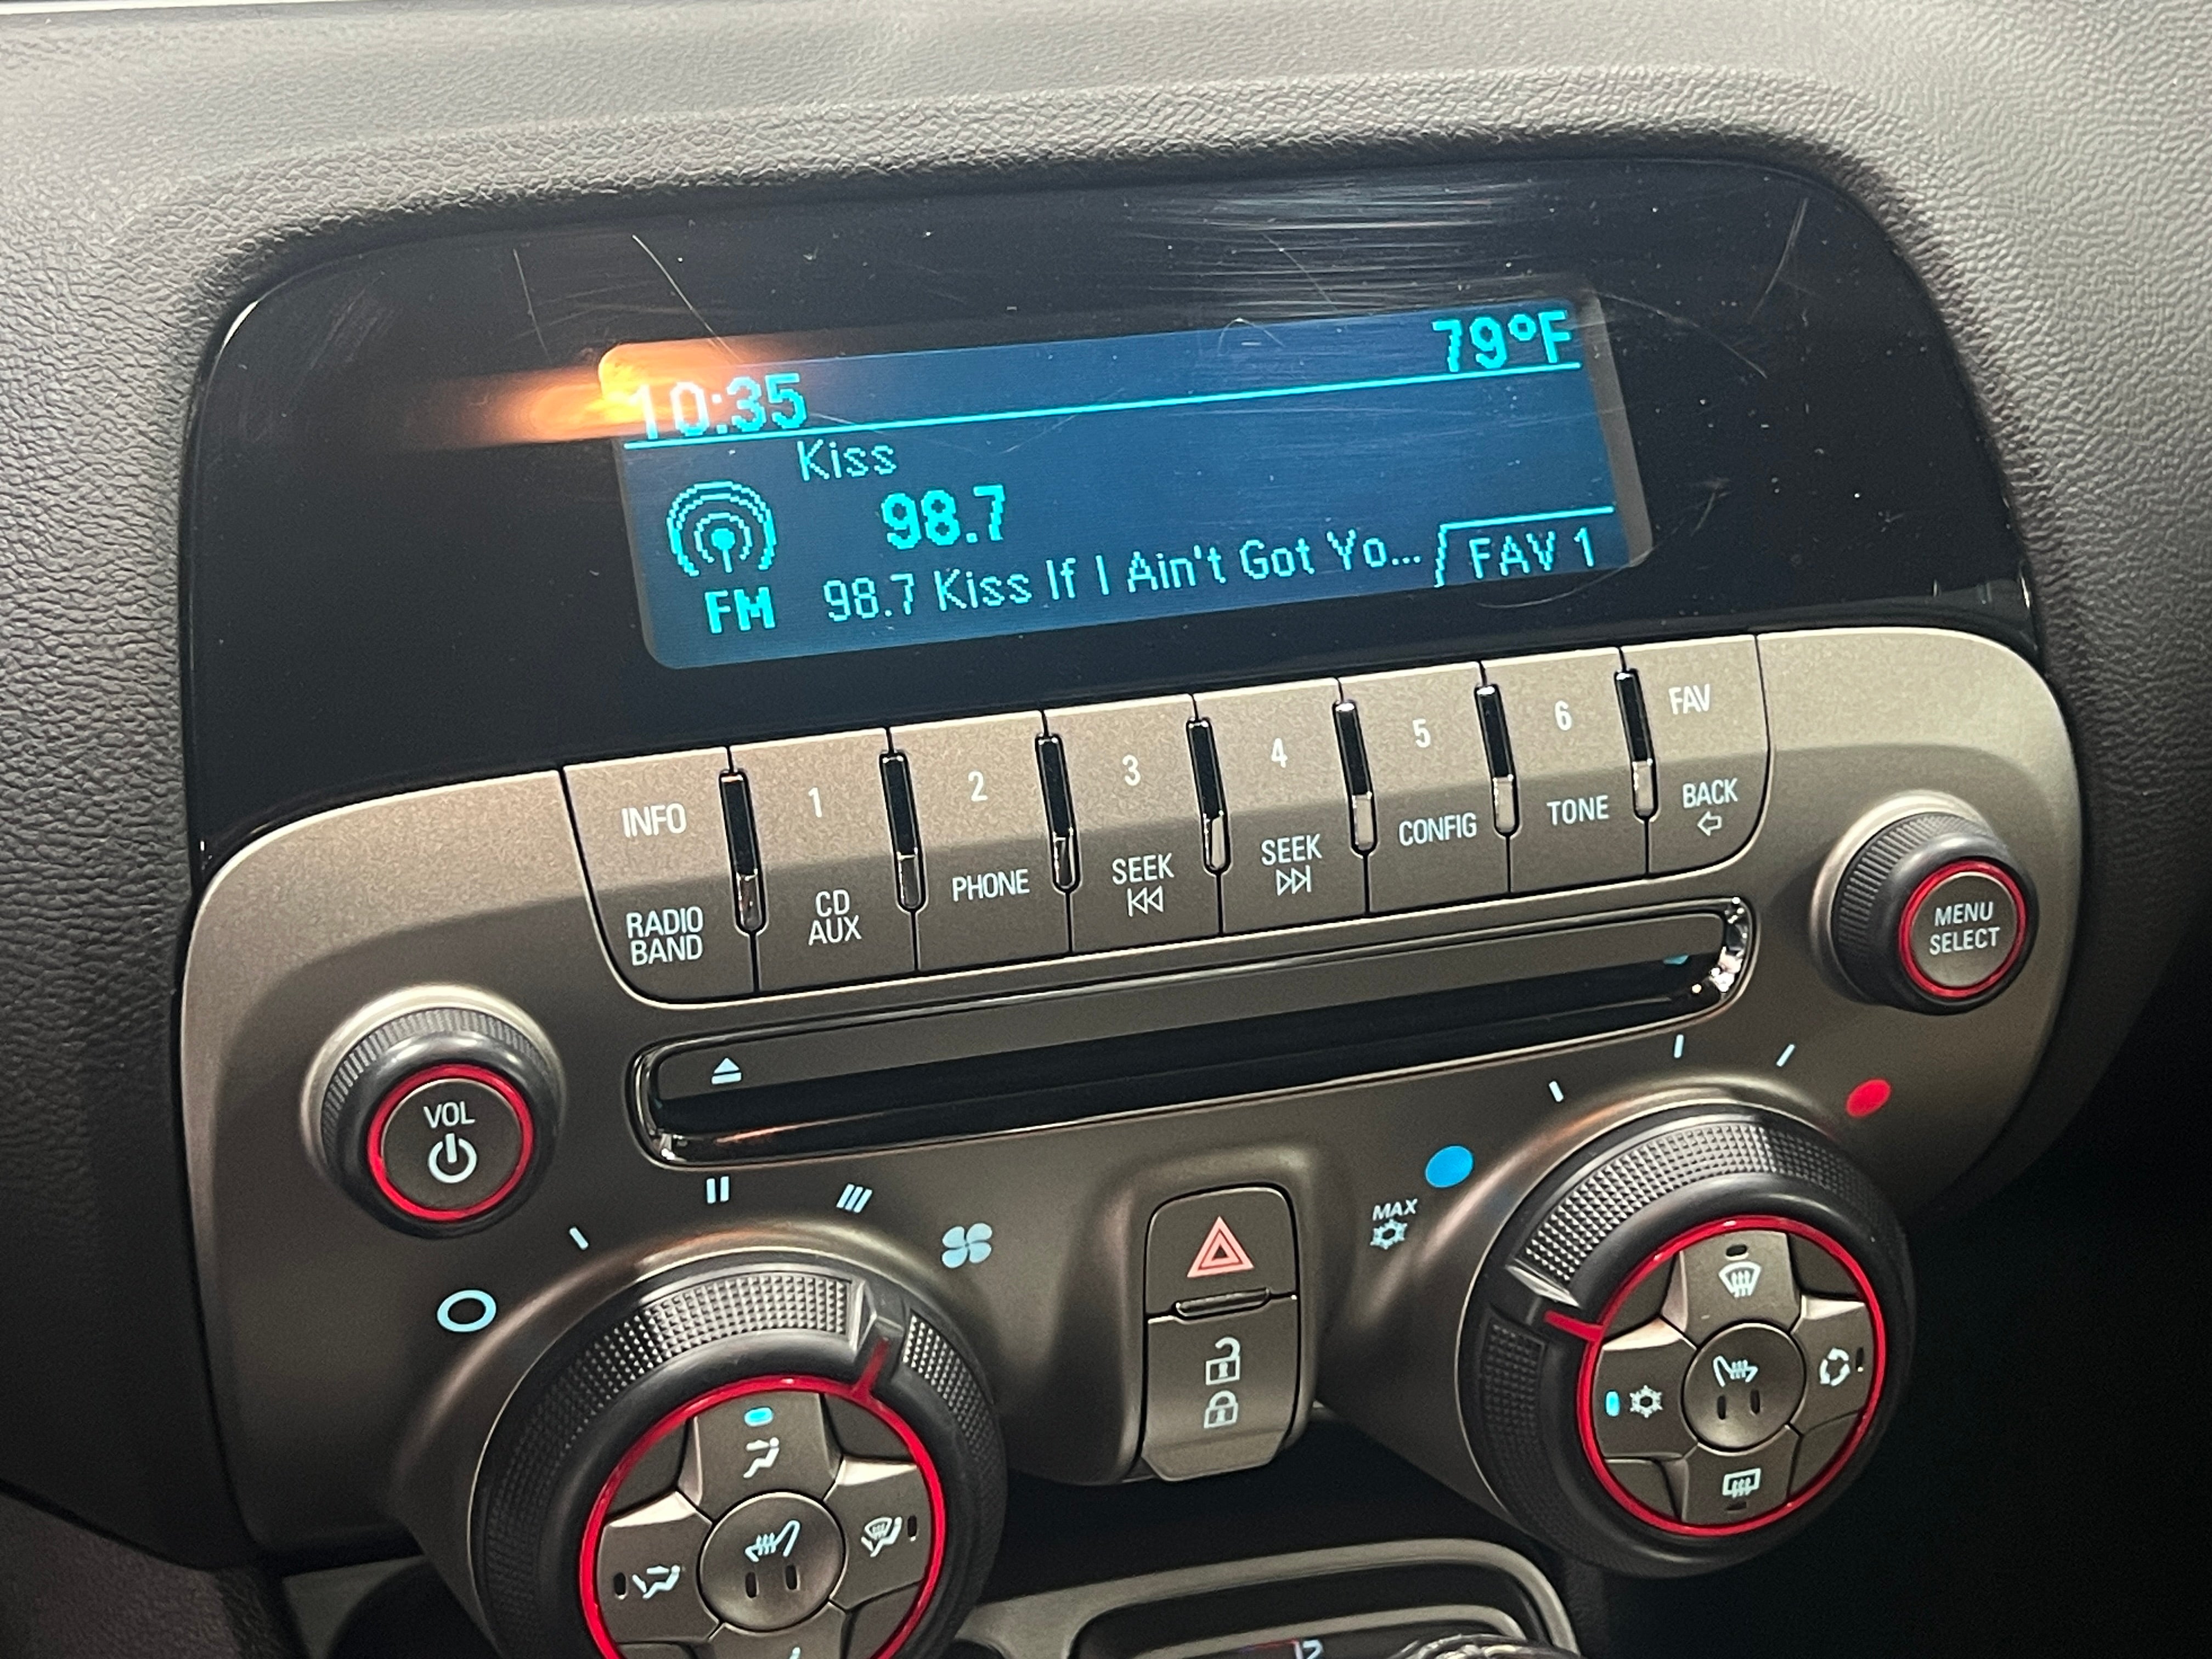 10:35 79°F
Kiss
98.7
FM 98.7 Kiss If I Ain't Got Yo... FAV 1
INFO 1 2 3 4 5 6 FAV
RADIO BAND CD AUX PHONE SEEK SEEK CONFIG TONE BACK
MENU
SELECT
VOL
MAX